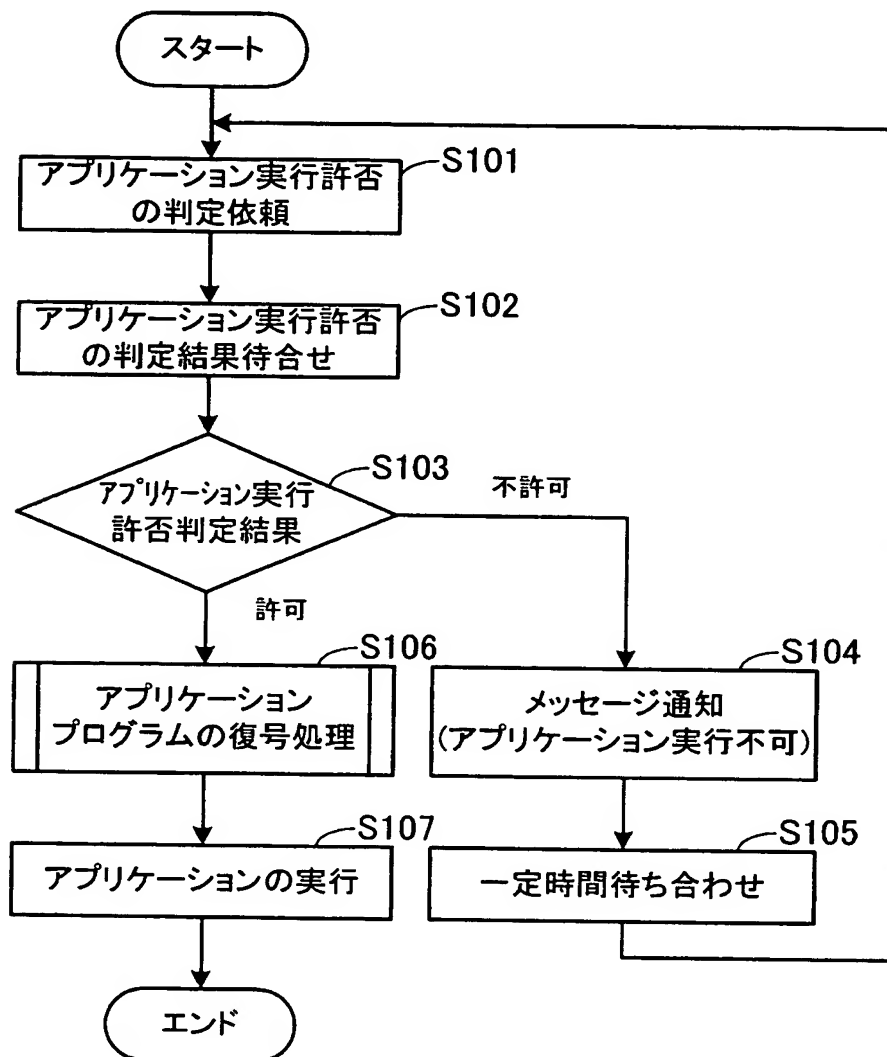 スタート
アプリケーション実行許否
の判定依頼
S101
アプリケーション実行許否
の判定結果待合せ
S102
アプリケーション実行
許否判定結果
S103
不許可
許可
アプリケーション
プログラムの復号処理
S106
メッセージ通知
(アプリケーション実行不可)
S104
アプリケーションの実行
S107
一定時間待ち合わせ
S105
エンド